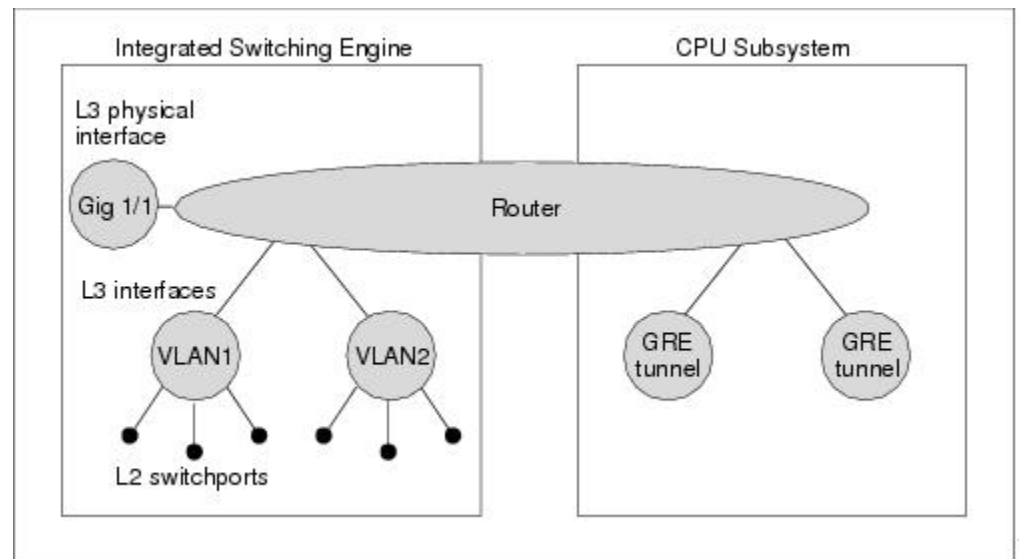 Integrated Switching Engine
CPU Subsystem
L3 physical
interface
Gig 1/1
Router
L3 interfaces
VLAN1
VLAN2
GRE
tunnel
GRE
tunnel
L2 switchports